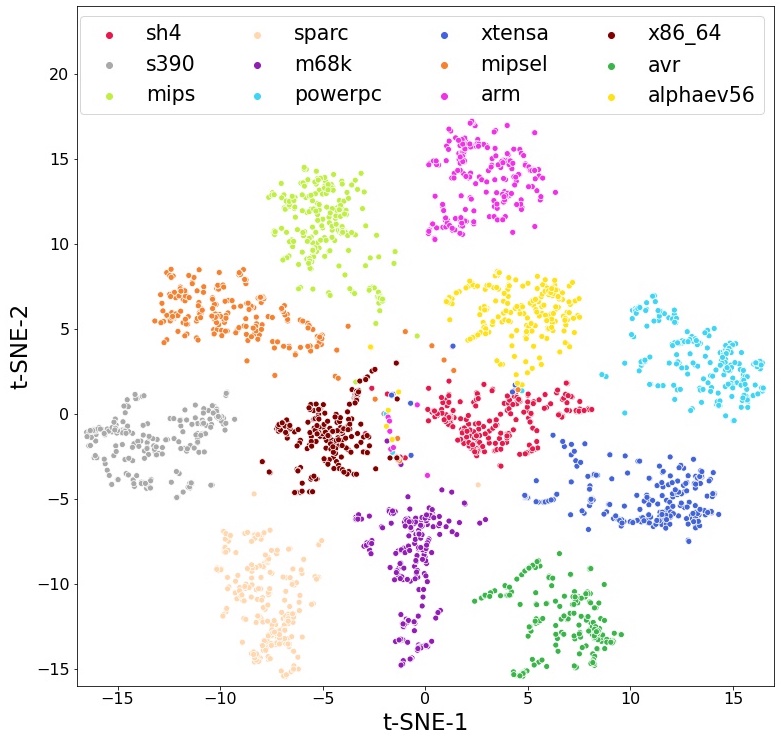 sh4 sparc xtensa x86_64
s390 m68k mipsel avr
mips powerpc arm alphaev56
20
15
10
5
0
−5
−10
−15
t-SNE-2
−15 −10 −5 0 5 10 15
t-SNE-1